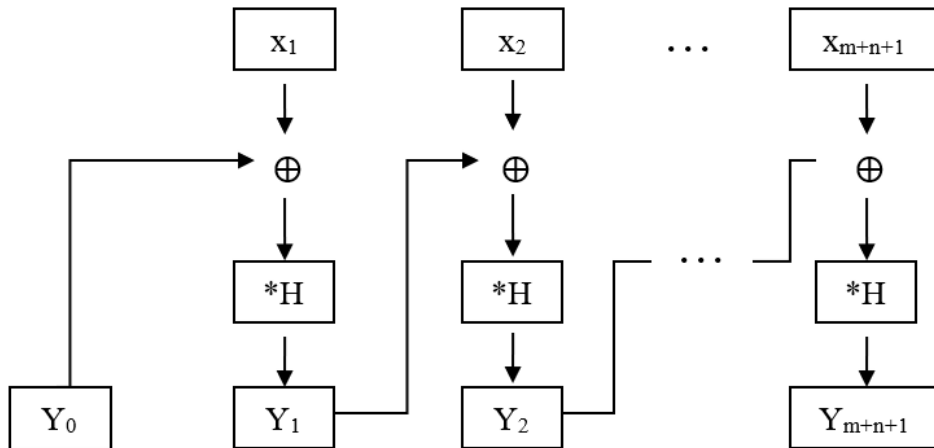 x₁ x₂ ... xₘ₊ₙ₊₁
⊕ ⊕ ⊕
*H *H ... *H
Y₀ Y₁ Y₂ Yₘ₊ₙ₊₁